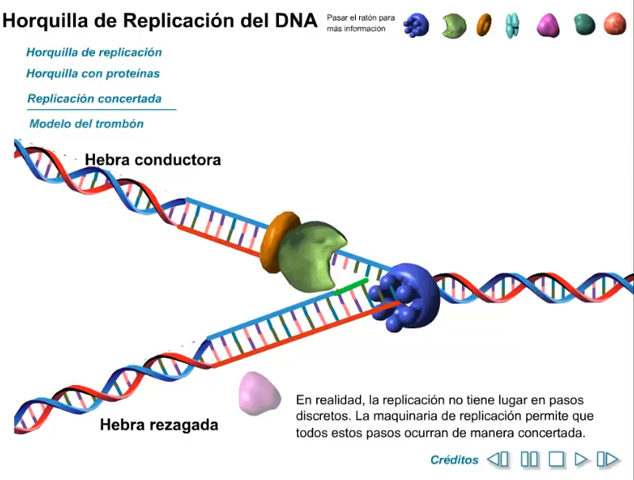 Horquilla de Replicación del DNA
Pasar el ratón para
más información
Horquilla de replicación
Horquilla con proteínas
Replicación concertada
Modelo del trombón
Hebra conductora
Hebra rezagada
En realidad, la replicación no tiene lugar en pasos
discretos. La maquinaria de replicación permite que
todos estos pasos ocurran de manera concertada.
Créditos